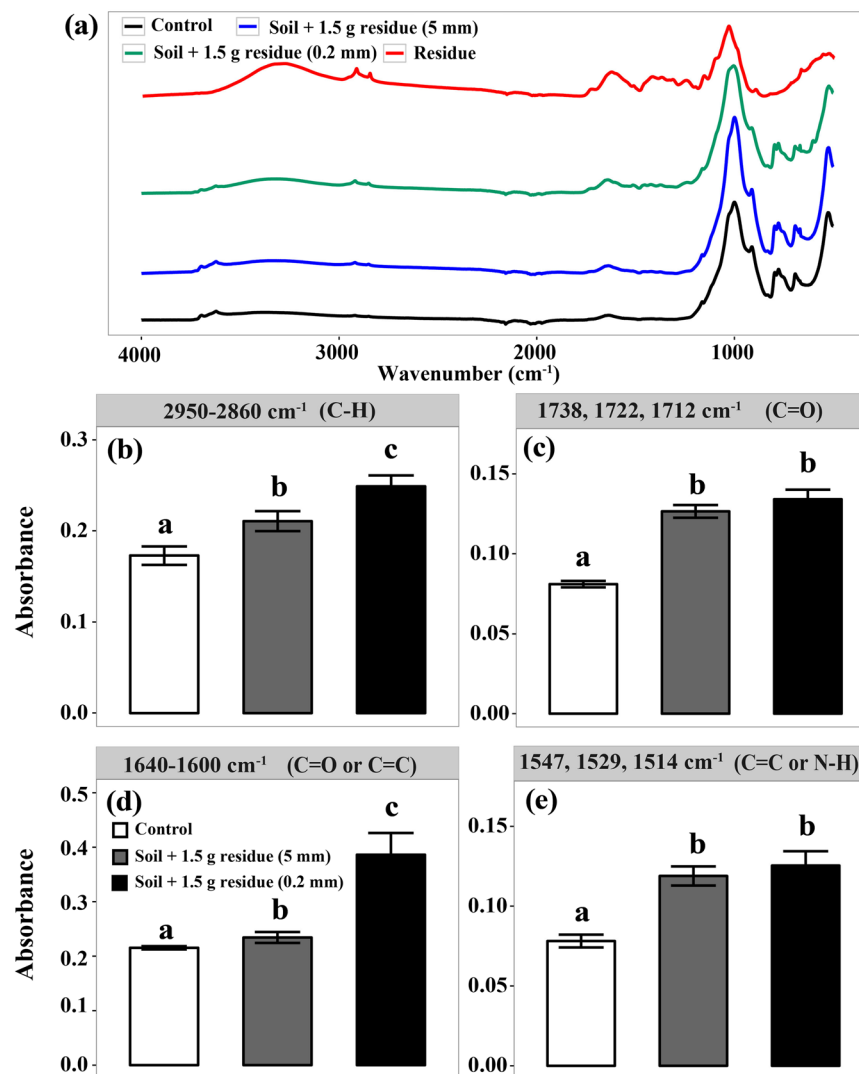 (a)
Control
Soil + 1.5 g residue (5 mm)
Soil + 1.5 g residue (0.2 mm)
Residue
4000
3000
2000
1000
Wavenumber (cm⁻¹)
2950-2860 cm⁻¹ (C-H)
(b)
0.3
0.2
0.1
0.0
Absorbance
a
b
c
1738, 1722, 1712 cm⁻¹ (C=O)
(c)
0.15
0.10
0.05
0.00
a
b
b
1640-1600 cm⁻¹ (C=O or C=C)
(d)
Control
Soil + 1.5 g residue (5 mm)
Soil + 1.5 g residue (0.2 mm)
0.5
0.4
0.3
0.2
0.1
0.0
Absorbance
a
b
c
1547, 1529, 1514 cm⁻¹ (C=C or N-H)
(e)
0.15
0.10
0.05
0.00
a
b
b